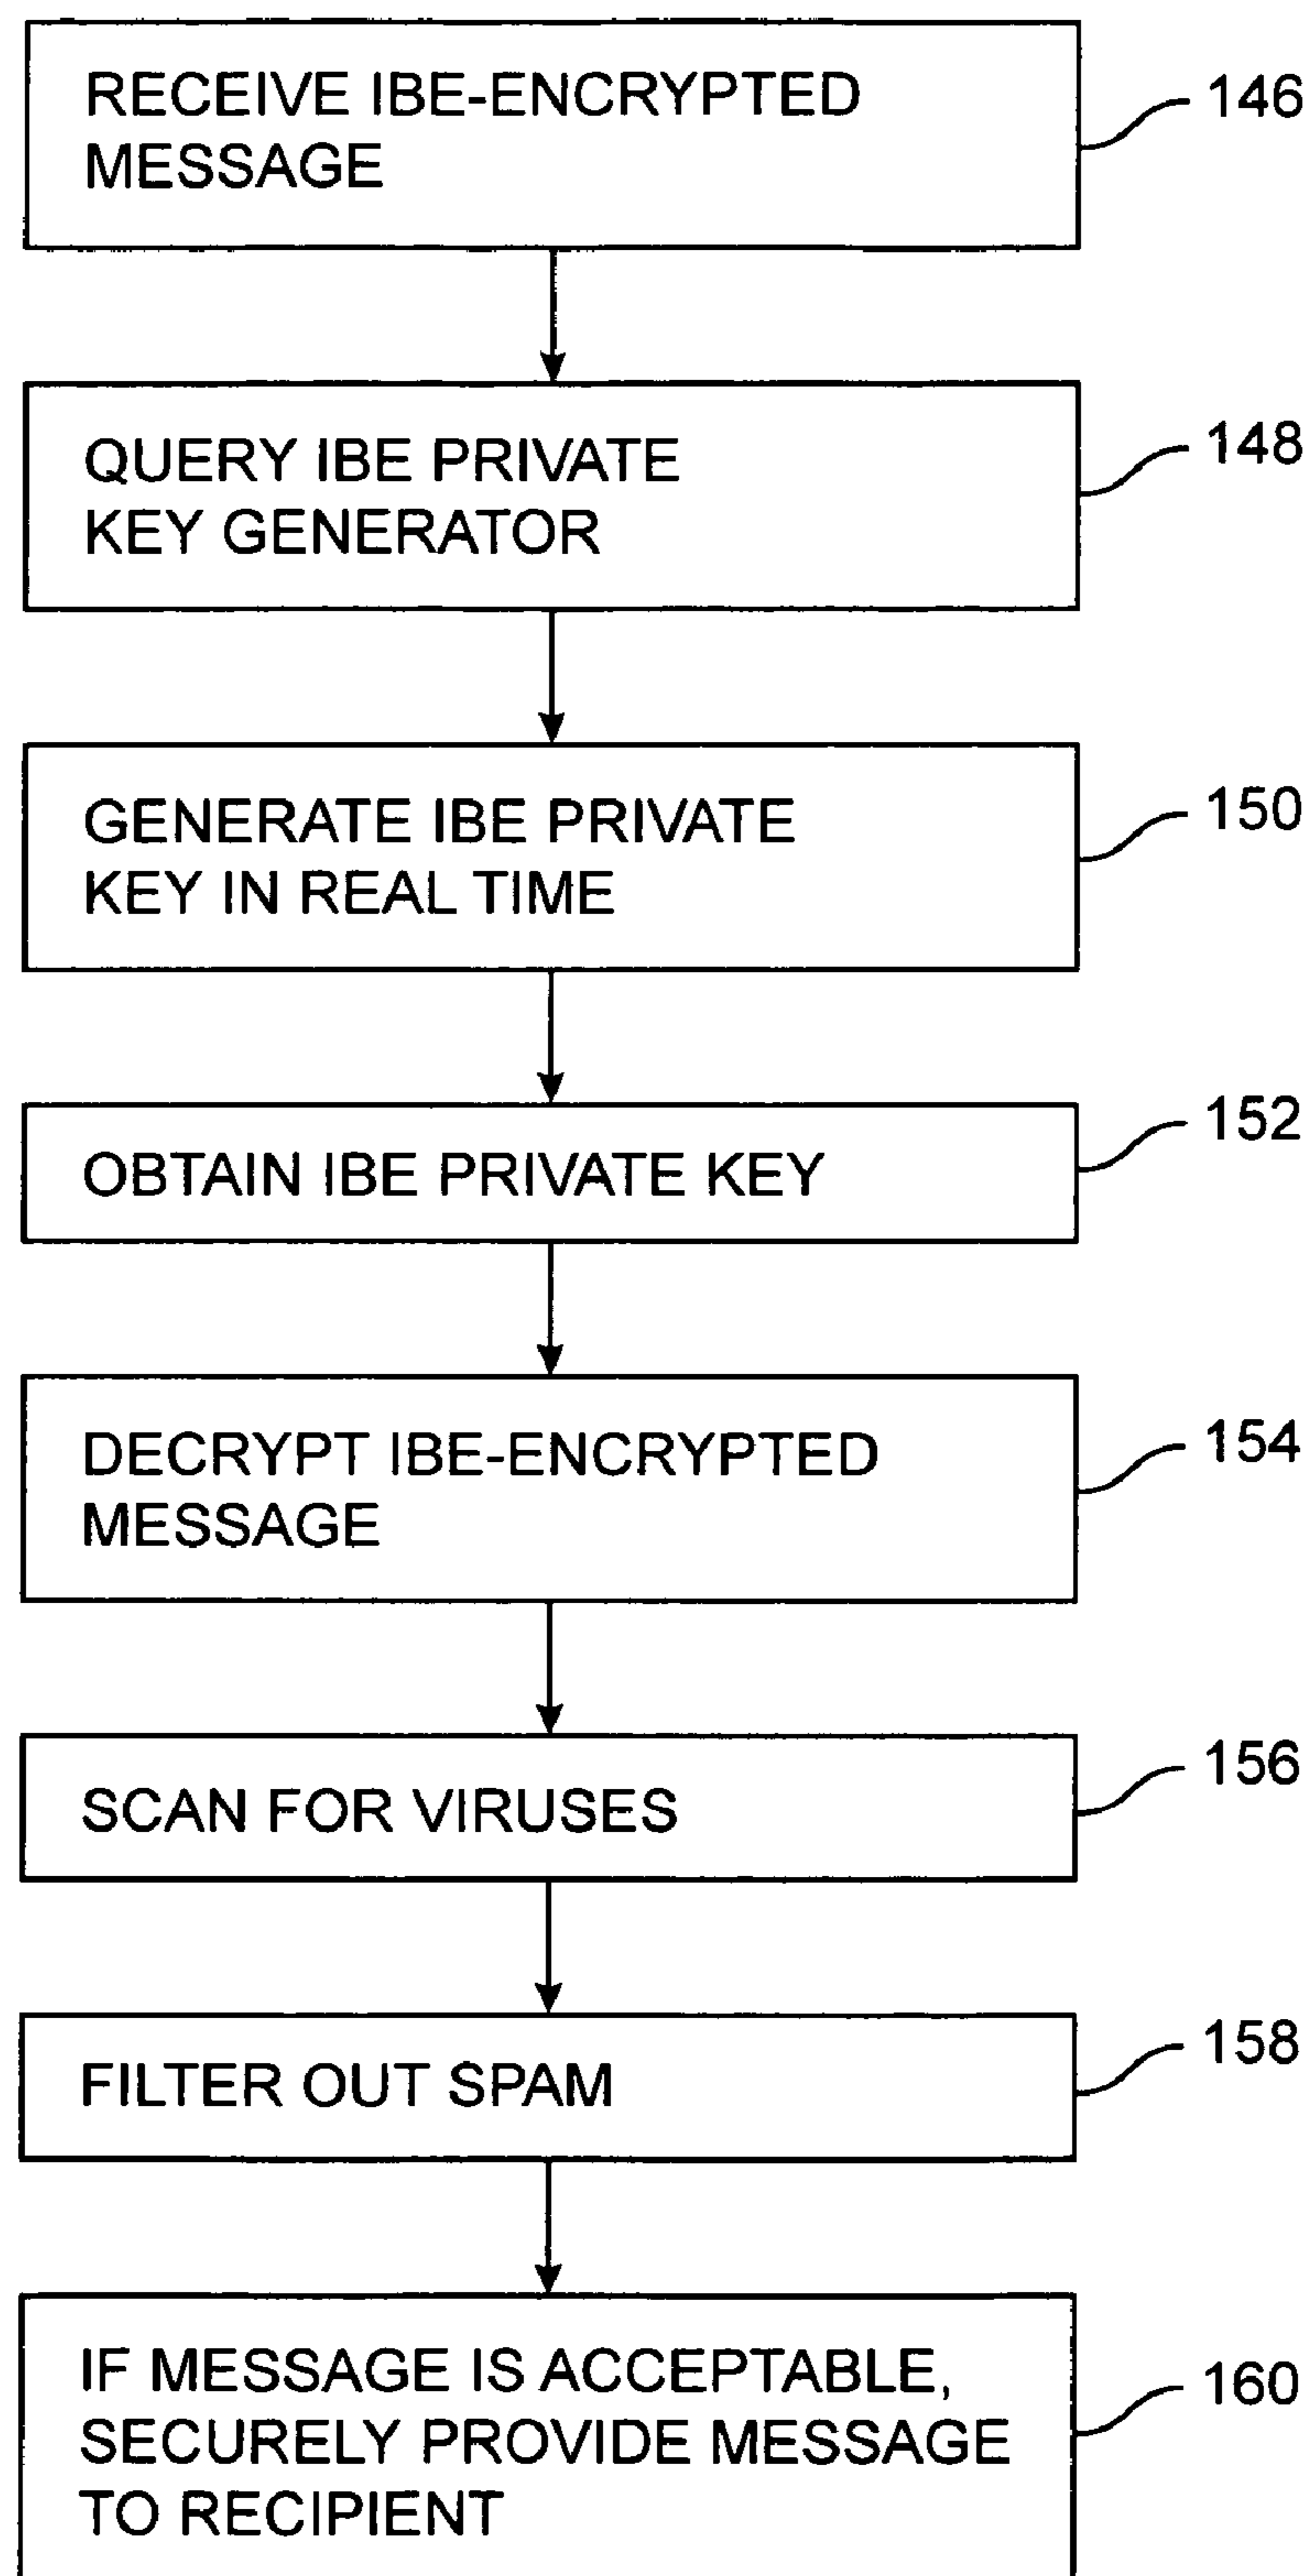 RECEIVE IBE-ENCRYPTED
MESSAGE
146
QUERY IBE PRIVATE
KEY GENERATOR
148
GENERATE IBE PRIVATE
KEY IN REAL TIME
150
OBTAIN IBE PRIVATE KEY
152
DECRYPT IBE-ENCRYPTED
MESSAGE
154
SCAN FOR VIRUSES
156
FILTER OUT SPAM
158
IF MESSAGE IS ACCEPTABLE,
SECURELY PROVIDE MESSAGE
TO RECIPIENT
160